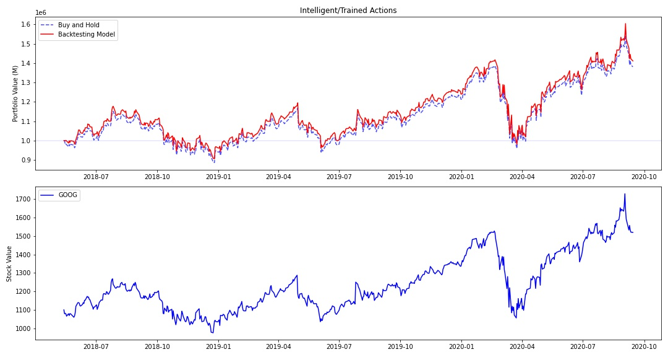 Intelligent/Trained Actions
1e6
Buy and Hold
Backtesting Model
Portfolio Value (M)
1.6
1.5
1.4
1.3
1.2
1.1
1.0
0.9
2018-07 2018-10 2019-01 2019-04 2019-07 2019-10 2020-01 2020-04 2020-07 2020-10
GOOG
Stock Value
1700
1600
1500
1400
1300
1200
1100
1000
2018-07 2018-10 2019-01 2019-04 2019-07 2019-10 2020-01 2020-04 2020-07 2020-10